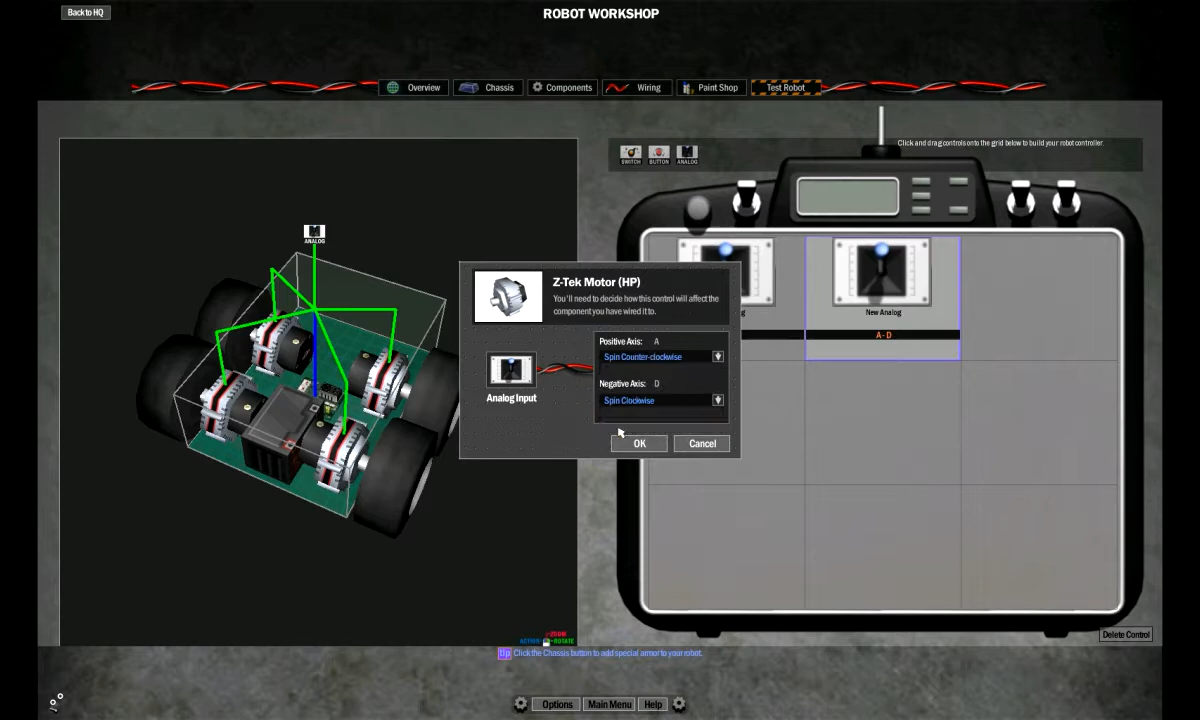 Back to HQ
ROBOT WORKSHOP
Overview
Chassis
Components
Wiring
Paint Shop
Test Robot
Click and drag controls onto the grid below to build your robot controller.
SWITCH
BUTTON
ANALOG
ANALOG
Z-Tek Motor (HP)
You'll need to decide how this control will affect the
component you have wired it to.
Positive Axis: A
Spin Counter-clockwise
Negative Axis: D
Spin Clockwise
Analog Input
OK
Cancel
New Analog
A - D
Delete Control
ZOOM
ACTION
ROTATE
tip Click the Chassis button to add special armor to your robot.
Options
Main Menu
Help